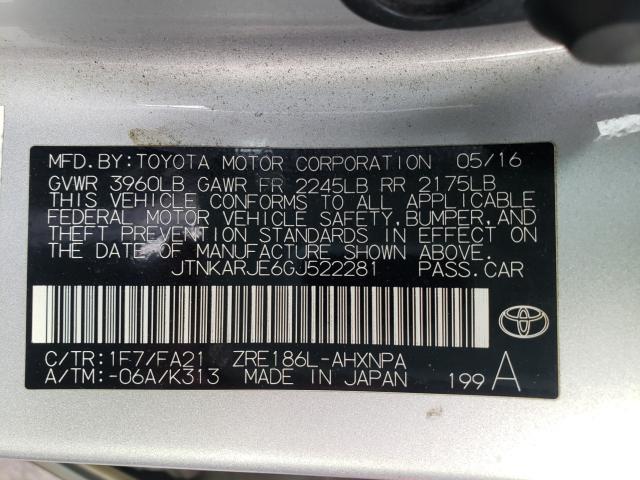 MFD.BY:TOYOTA MOTOR CORPORATION 05/16
GVWR 3960LB GAWR FR 2245LB RR 2175LB
THIS VEHICLE CONFORMS TO ALL APPLICABLE
FEDERAL MOTOR VEHICLE SAFETY,BUMPER,AND
THEFT PREVENTION STANDARDS IN EFFECT ON
THE DATE OF MANUFACTURE SHOWN ABOVE.
JTNKARJE6GJ522281 PASS.CAR
C/TR:1F7/FA21 ZRE186L-AHXNPA
A/TM:-06A/K313 MADE IN JAPAN 199A